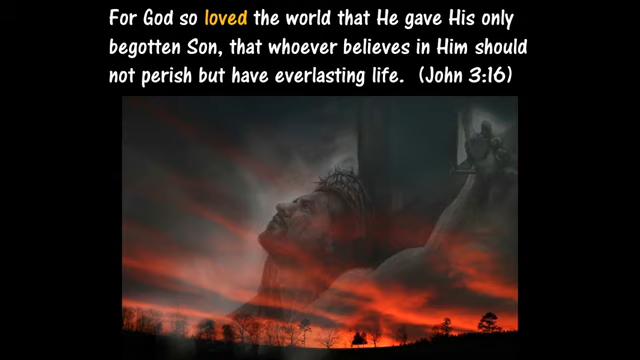 For God so loved the world that He gave His only
begotten Son, that whoever believes in Him should
not perish but have everlasting life.  (John 3:16)